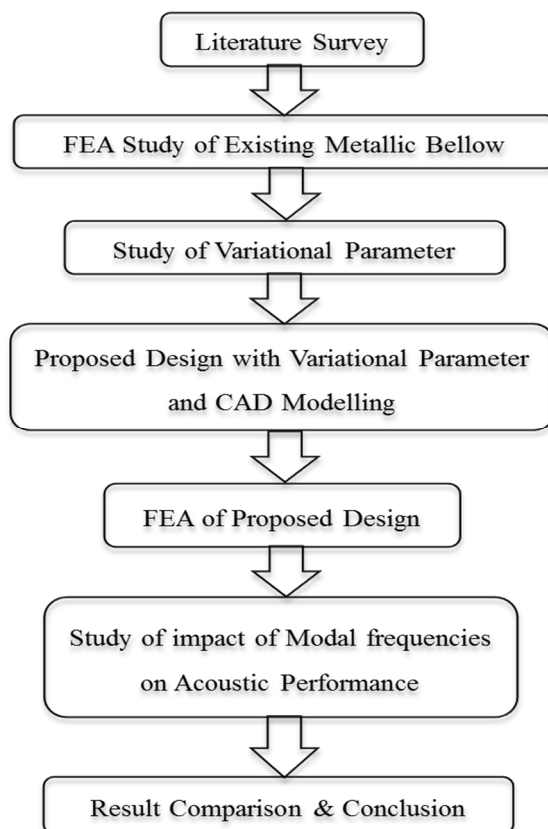 Literature Survey
FEA Study of Existing Metallic Bellow
Study of Variational Parameter
Proposed Design with Variational Parameter
and CAD Modelling
FEA of Proposed Design
Study of impact of Modal frequencies
on Acoustic Performance
Result Comparison & Conclusion